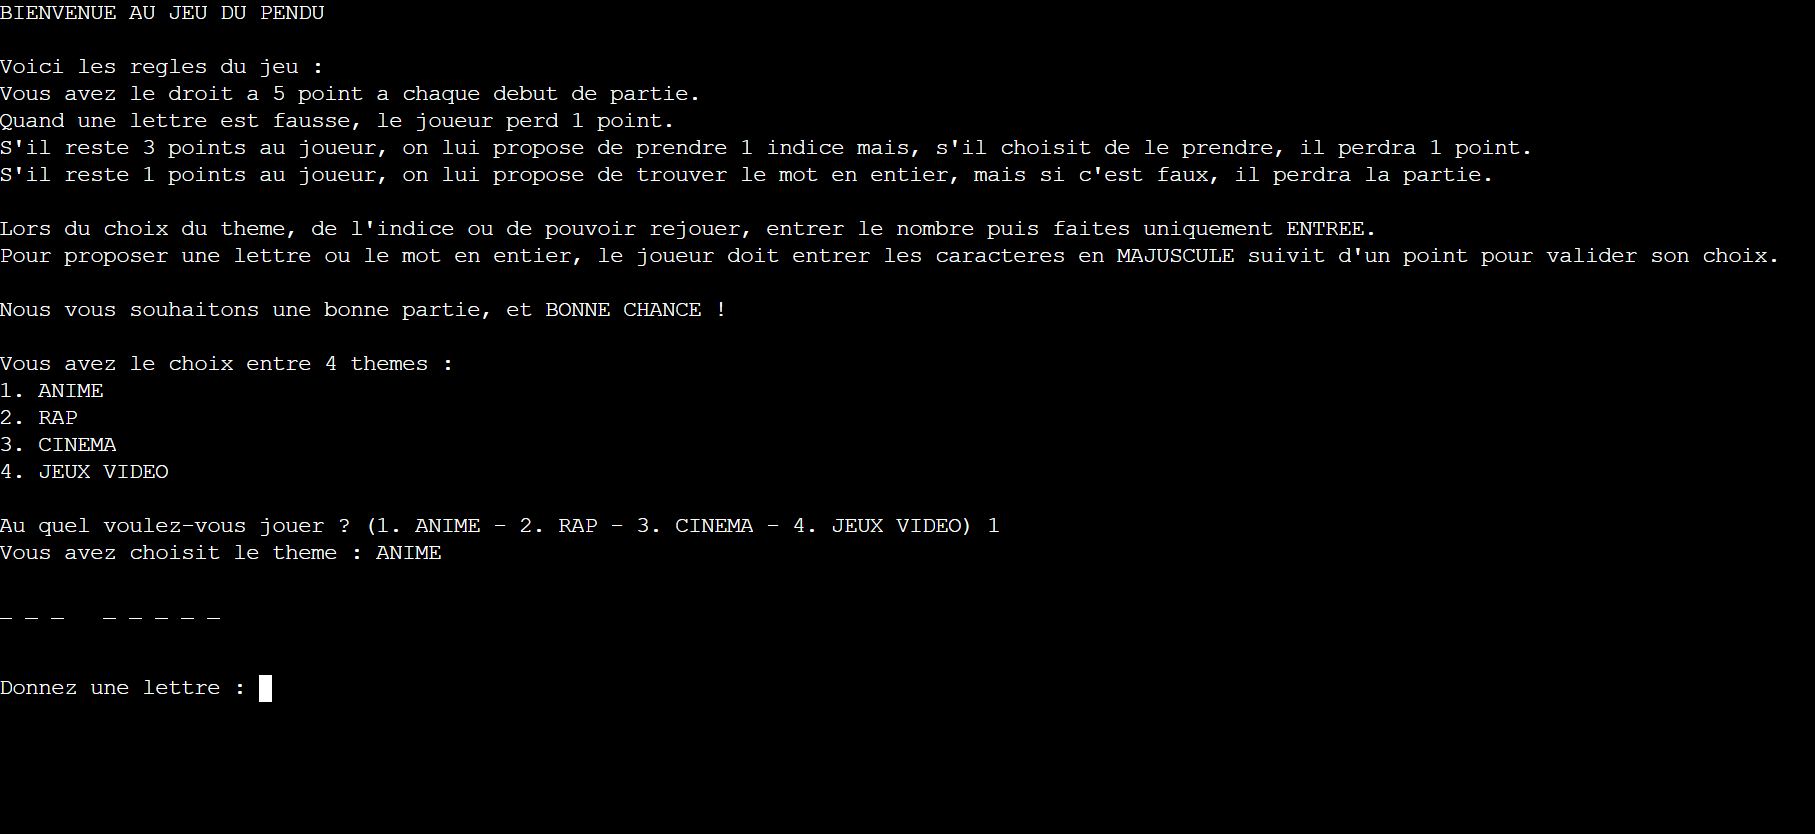 BIENVENUE AU JEU DU PENDU
Voici les regles du jeu :
Vous avez le droit a 5 point a chaque debut de partie.
Quand une lettre est fausse, le joueur perd 1 point.
S'il reste 3 points au joueur, on lui propose de prendre 1 indice mais, s'il choisit de le prendre, il perdra 1 point.
S'il reste 1 points au joueur, on lui propose de trouver le mot en entier, mais si c'est faux, il perdra la partie.
Lors du choix du theme, de l'indice ou de pouvoir rejouer, entrer le nombre puis faites uniquement ENTREE.
Pour proposer une lettre ou le mot en entier, le joueur doit entrer les caracteres en MAJUSCULE suivit d'un point pour valider son choix.
Nous vous souhaitons une bonne partie, et BONNE CHANCE !
Vous avez le choix entre 4 themes :
1. ANIME
2. RAP
3. CINEMA
4. JEUX VIDEO
Au quel voulez-vous jouer ? (1. ANIME - 2. RAP - 3. CINEMA - 4. JEUX VIDEO) 1
Vous avez choisit le theme : ANIME
_ _ _   _ _ _ _ _
Donnez une lettre :